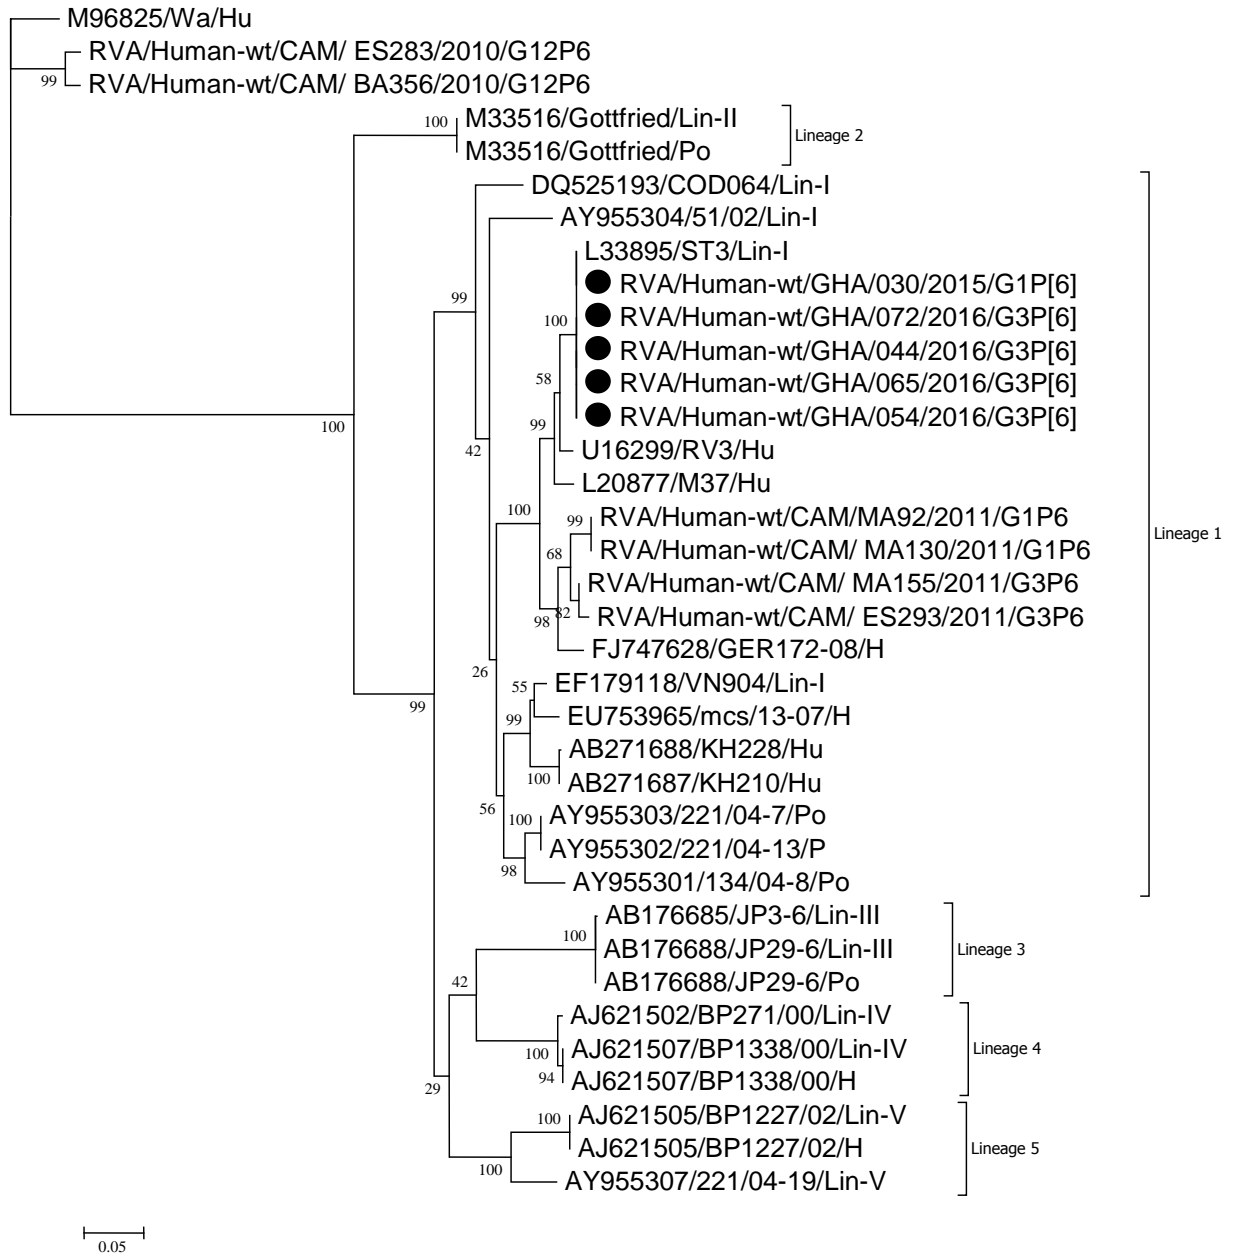 M96825/Wa/Hu
RVA/Human-wt/CAM/ ES283/2010/G12P6
99
RVA/Human-wt/CAM/ BA356/2010/G12P6
M33516/Gottfried/Lin-II
100
Lineage 2
M33516/Gottfried/Po
DQ525193/COD064/Lin-I
AY955304/51/02/Lin-I
L33895/ST3/Lin-I
RVA/Human-wt/GHA/030/2015/G1P[6]
99
RVA/Human-wt/GHA/072/2016/G3P[6]
100
RVA/Human-wt/GHA/044/2016/G3P[6]
RVA/Human-wt/GHA/065/2016/G3P[6]
58
RVA/Human-wt/GHA/054/2016/G3P[6]
100
99
42
U16299/RV3/Hu
L20877/M37/Hu
100
RVA/Human-wt/CAM/MA92/2011/G1P6
99
Lineage 1
RVA/Human-wt/CAM/ MA130/2011/G1P6
68
RVA/Human-wt/CAM/ MA155/2011/G3P6
82
RVA/Human-wt/CAM/ ES293/2011/G3P6
98
FJ747628/GER172-08/H
26
EF179118/VN904/Lin-I
55
99
EU753965/mcs/13-07/H
99
AB271688/KH228/Hu
100
AB271687/KH210/Hu
56
AY955303/221/04-7/Po
100
AY955302/221/04-13/P
98
AY955301/134/04-8/Po
AB176685/JP3-6/Lin-III
100
AB176688/JP29-6/Lin-III
Lineage 3
AB176688/JP29-6/Po
42
AJ621502/BP271/00/Lin-IV
AJ621507/BP1338/00/Lin-IV
Lineage 4
100
AJ621507/BP1338/00/H
94
29
AJ621505/BP1227/02/Lin-V
100
AJ621505/BP1227/02/H
Lineage 5
100
AY955307/221/04-19/Lin-V
0.05